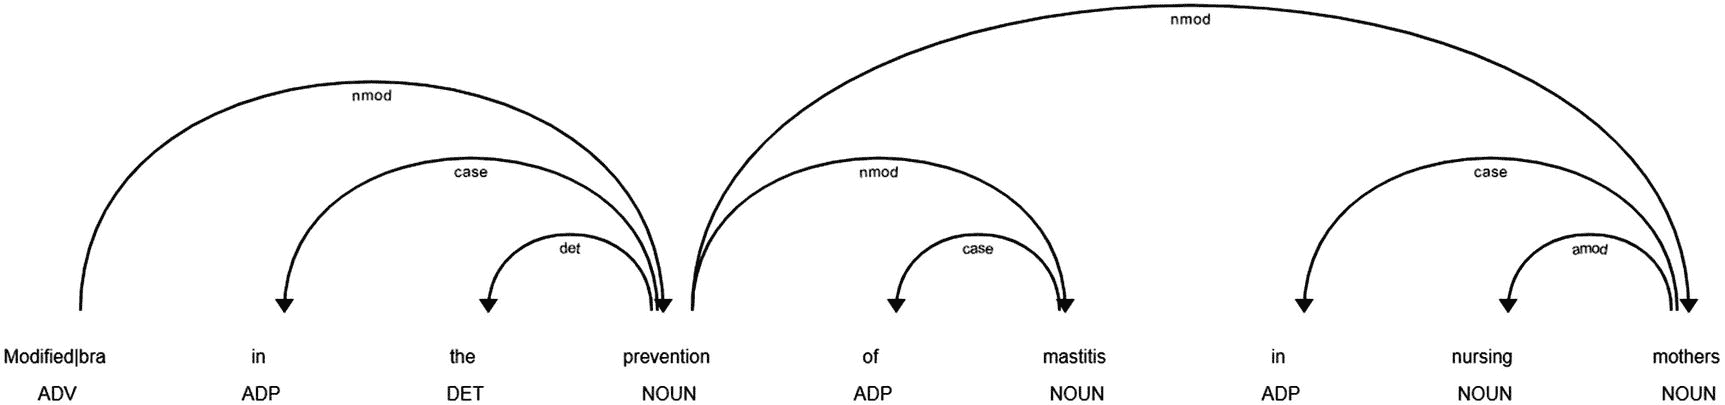 nmod
nmod
case nmod case
det case amod
Modified|bra in the prevention of mastitis in nursing mothers
ADV ADP DET NOUN ADP NOUN ADP NOUN NOUN